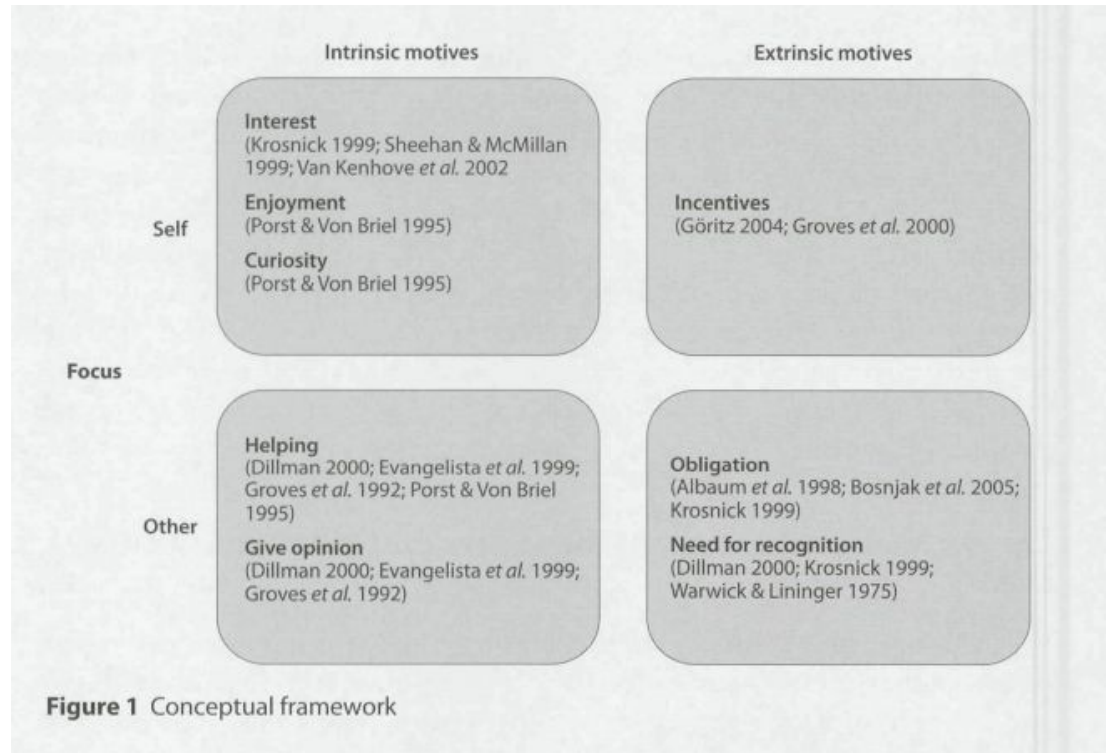 Intrinsic motives
Extrinsic motives
Interest
(Krosnick 1999; Sheehan & McMillan
1999; Van Kenhove et al. 2002
Enjoyment
(Porst & Von Briel 1995)
Curiosity
(Porst & Von Briel 1995)
Self
Incentives
(Göritz 2004; Groves et al. 2000)
Focus
Helping
(Dillman 2000; Evangelista et al. 1999;
Groves et al. 1992; Porst & Von Briel
1995)
Give opinion
(Dillman 2000; Evangelista et al. 1999;
Groves et al. 1992)
Other
Obligation
(Albaum et al. 1998; Bosnjak et al. 2005;
Krosnick 1999)
Need for recognition
(Dillman 2000; Krosnick 1999;
Warwick & Lininger 1975)
Figure 1 Conceptual framework